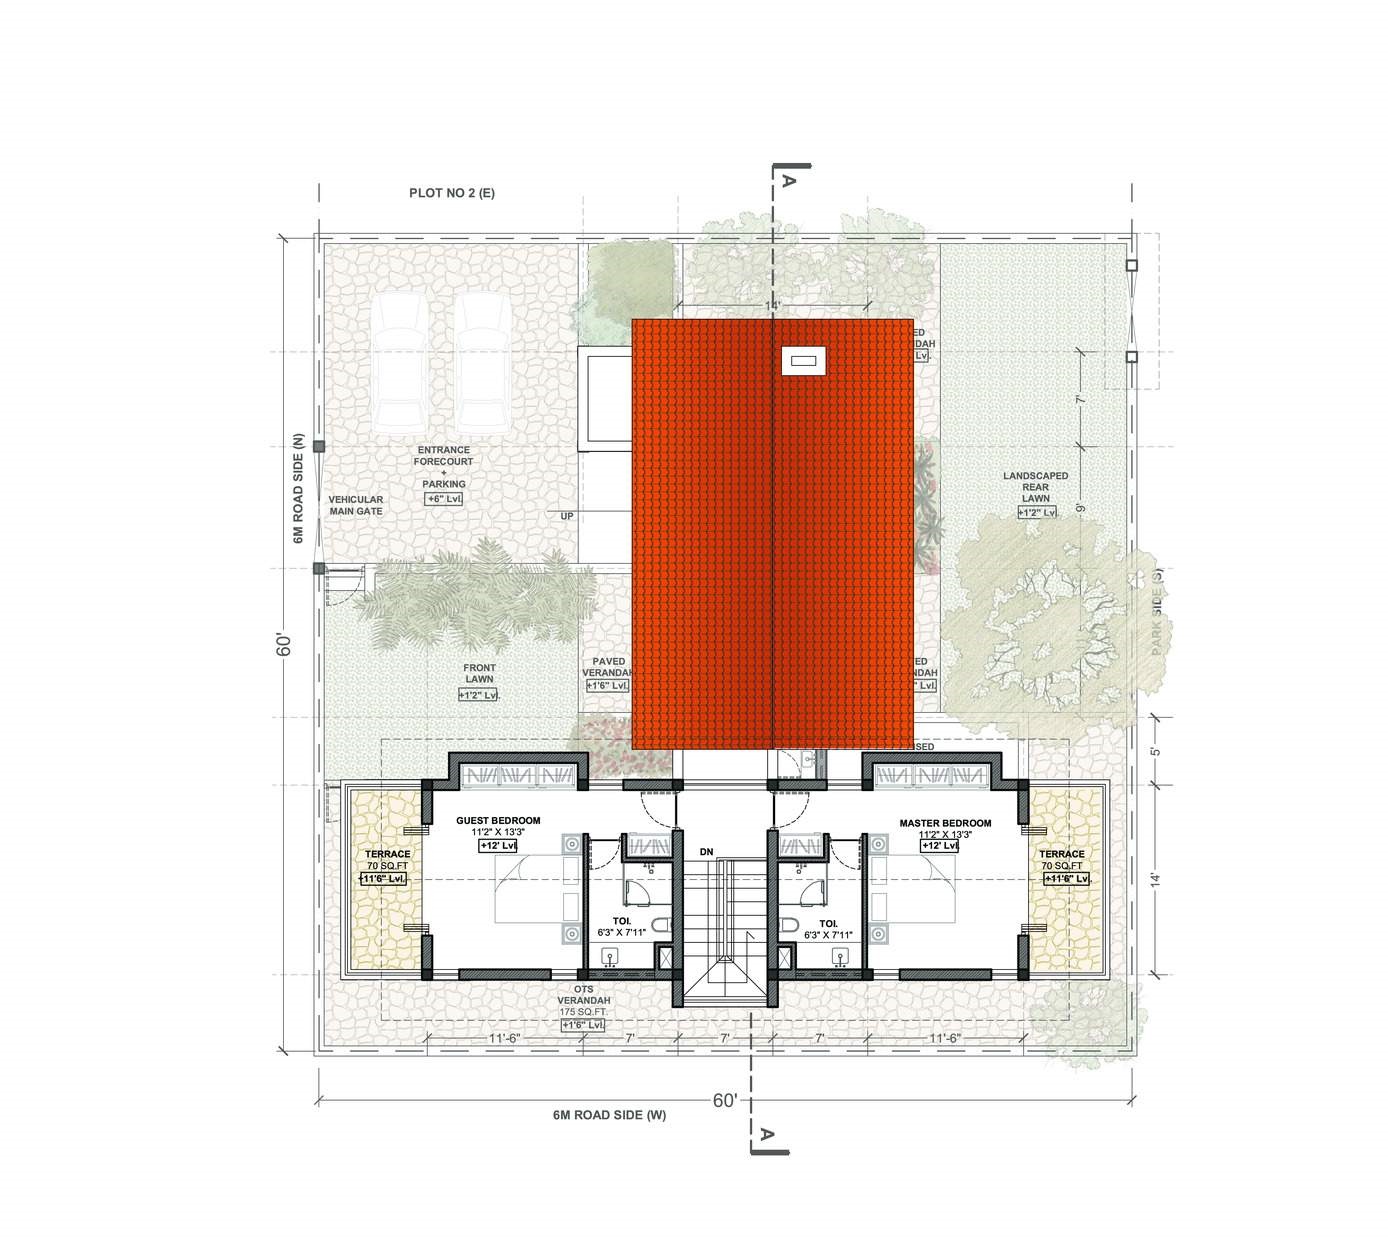 A
PLOT NO 2 (E)
14'
ED
DAH
Lvl.
7'
6M ROAD SIDE (N)
ENTRANCE
FORECOURT
+
PARKING
+6" Lvl.
VEHICULAR
MAIN GATE
UP
LANDSCAPED
REAR
LAWN
+1'2" Lvl.
9'
60'
PARK SIDE (S)
FRONT
LAWN
+1'2" Lvl.
PAVED
VERANDAH
+1'6" Lvl.
ED
NDAH
" Lvl.
ISED
5'
GUEST BEDROOM
11'2" X 13'3"
+12' Lvl.
MASTER BEDROOM
11'2" X 13'3"
+12' Lvl.
TERRACE
70 SQ.FT
+11'6" Lvl.
DN
TERRACE
70 SQ.FT
+11'6" Lvl.
14'
TOI.
6'3" X 7'11"
TOI.
6'3" X 7'11"
OTS
VERANDAH
175 SQ.FT.
+1'6" Lvl.
11'-6"
7'
7'
7'
11'-6"
60'
6M ROAD SIDE (W)
A